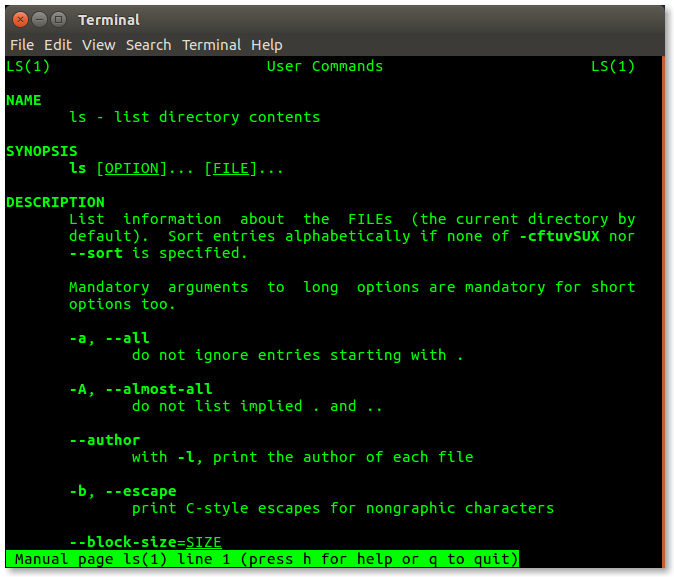 Terminal
File Edit View Search Terminal Help
LS(1) User Commands LS(1)
NAME
ls - list directory contents
SYNOPSIS
ls [OPTION]... [FILE]...
DESCRIPTION
List information about the FILEs (the current directory by
default). Sort entries alphabetically if none of -cftuvSUX nor
--sort is specified.
Mandatory arguments to long options are mandatory for short
options too.
-a, --all
do not ignore entries starting with .
-A, --almost-all
do not list implied . and ..
--author
with -l, print the author of each file
-b, --escape
print C-style escapes for nongraphic characters
--block-size=SIZE
Manual page ls(1) line 1 (press h for help or q to quit)